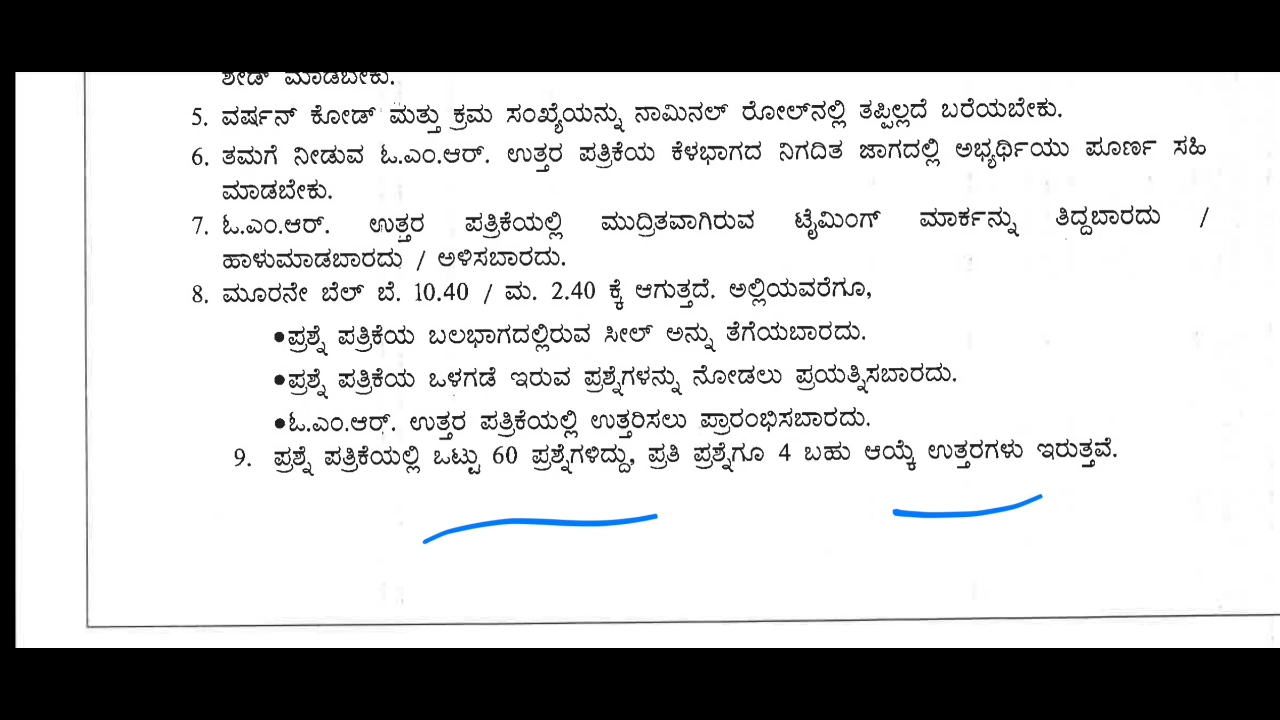 ಶೇಡ್ ಮಾಡಬೇಕು.
5. ವರ್ಷನ್ ಕೋಡ್ ಮತ್ತು ಕ್ರಮ ಸಂಖ್ಯೆಯನ್ನು ನಾಮಿನಲ್ ರೋಲ್‌ನಲ್ಲಿ ತಪ್ಪಿಲ್ಲದೆ ಬರೆಯಬೇಕು.
6. ತಮಗೆ ನೀಡುವ ಓ.ಎಂ.ಆರ್. ಉತ್ತರ ಪತ್ರಿಕೆಯ ಕೆಳಭಾಗದ ನಿಗದಿತ ಜಾಗದಲ್ಲಿ ಅಭ್ಯರ್ಥಿಯು ಪೂರ್ಣ ಸಹಿ
ಮಾಡಬೇಕು.
7. ಓ.ಎಂ.ಆರ್. ಉತ್ತರ ಪತ್ರಿಕೆಯಲ್ಲಿ ಮುದ್ರಿತವಾಗಿರುವ ಟೈಮಿಂಗ್ ಮಾರ್ಕನ್ನು ತಿದ್ದಬಾರದು /
ಹಾಳುಮಾಡಬಾರದು / ಅಳಿಸಬಾರದು.
8. ಮೂರನೇ ಬೆಲ್ ಬೆ. 10.40 / ಮ. 2.40 ಕ್ಕೆ ಆಗುತ್ತದೆ. ಅಲ್ಲಿಯವರೆಗೂ,
•ಪ್ರಶ್ನೆ ಪತ್ರಿಕೆಯ ಬಲಭಾಗದಲ್ಲಿರುವ ಸೀಲ್ ಅನ್ನು ತೆಗೆಯಬಾರದು.
•ಪ್ರಶ್ನೆ ಪತ್ರಿಕೆಯ ಒಳಗಡೆ ಇರುವ ಪ್ರಶ್ನೆಗಳನ್ನು ನೋಡಲು ಪ್ರಯತ್ನಿಸಬಾರದು.
•ಓ.ಎಂ.ಆರ್. ಉತ್ತರ ಪತ್ರಿಕೆಯಲ್ಲಿ ಉತ್ತರಿಸಲು ಪ್ರಾರಂಭಿಸಬಾರದು.
9. ಪ್ರಶ್ನೆ ಪತ್ರಿಕೆಯಲ್ಲಿ ಒಟ್ಟು 60 ಪ್ರಶ್ನೆಗಳಿದ್ದು, ಪ್ರತಿ ಪ್ರಶ್ನೆಗೂ 4 ಬಹು ಆಯ್ಕೆ ಉತ್ತರಗಳು ಇರುತ್ತವೆ.